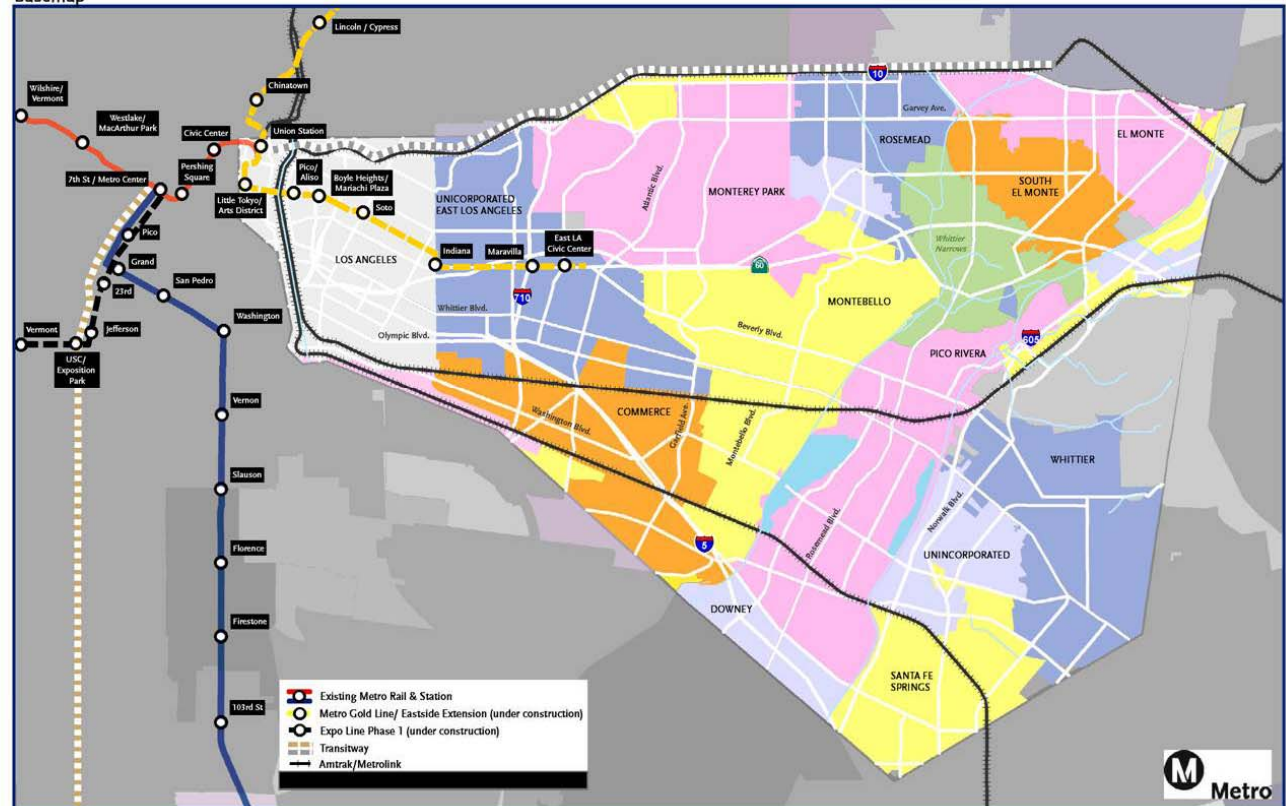 Basemap
Lincoln / Cypress
Chinatown
Wilshire/
Vermont
Westlake/
MacArthur Park
Civic Center
Union Station
10
Garvey Ave.
ROSEMEAD
EL MONTE
7th St / Metro Center
Pershing
Square
Pico/
Aliso
Boyle Heights/
Mariachi Plaza
Little Tokyo/
Arts District
Soto
UNICORPORATED
EAST LOS ANGELES
Atlantic Blvd.
MONTEREY PARK
SOUTH
EL MONTE
Pico
Grand
23rd
San Pedro
LOS ANGELES
Indiana
Maravilla
East LA
Civic Center
60
Whittier
Narrows
710
Whittier Blvd.
MONTEBELLO
Vermont
Jefferson
Washington
Olympic Blvd.
Beverly Blvd.
605
PICO RIVERA
USC/
Exposition
Park
Vernon
COMMERCE
Washington Blvd.
Garfield Ave.
Montebello Blvd.
WHITTIER
Slauson
Rosemead Blvd.
Norwalk Blvd.
5
UNINCORPORATED
Florence
DOWNEY
Firestone
SANTA FE
SPRINGS
103rd St
Existing Metro Rail & Station
Metro Gold Line/ Eastside Extension (under construction)
Expo Line Phase 1 (under construction)
Transitway
Amtrak/Metrolink
M
Metro